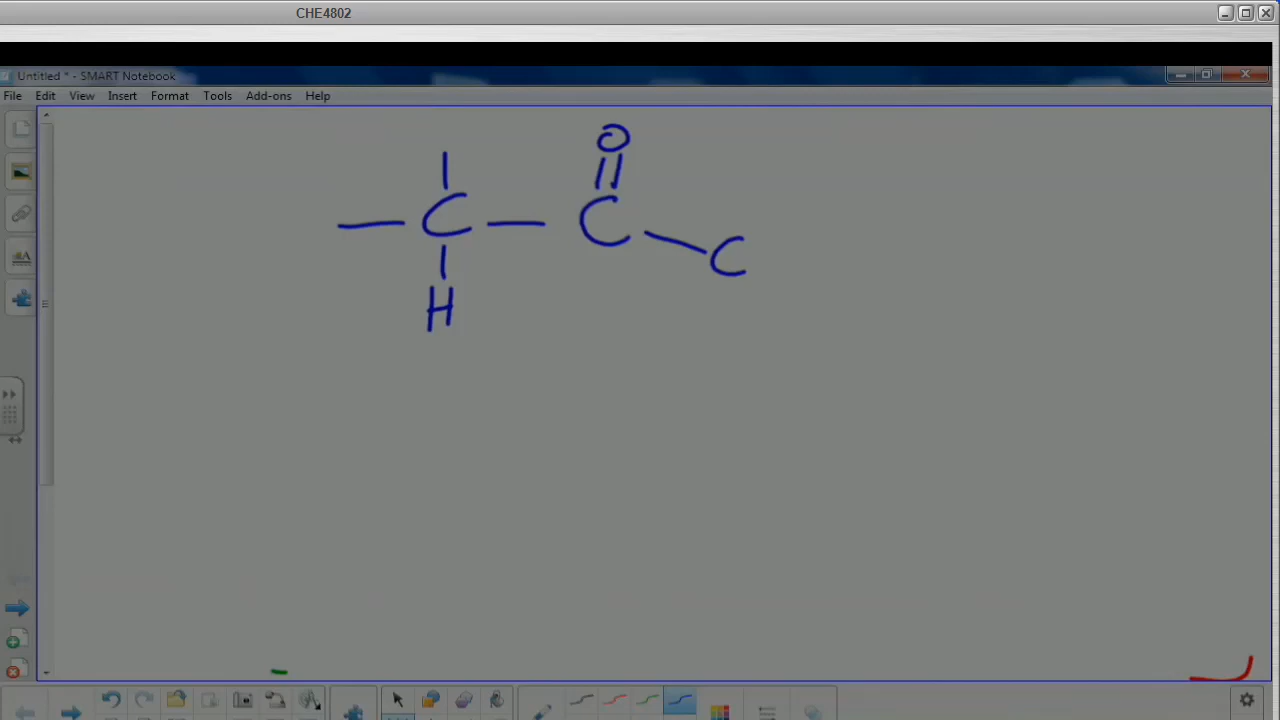 CHE4802
Untitled * - SMART Notebook
File Edit View Insert Format Tools Add-ons Help
O
C C C
H